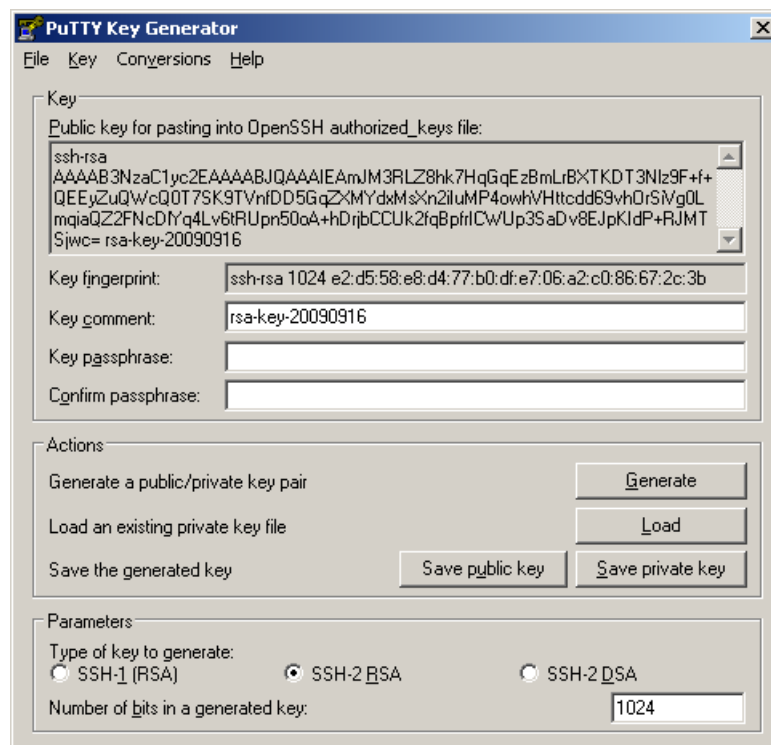 PuTTY Key Generator
File Key Conversions Help
Key
Public key for pasting into OpenSSH authorized_keys file:
ssh-rsa
AAAAB3NzaC1yc2EAAAABJQAAAIEAmJM3RLZ8hk7HqGqEzBmLrBXTKDT3NIz9F+f+
QEEyZuQWcQ0T7SK9TVnfDD5GqZXMYdxMsXn2iluMP4owhVHttcdd69vhOrSiVg0L
mqiaQZ2FNcDlYq4Lv6tRUpn50oA+hDrjbCCUk2fqBpfrICWUp3SaDv8EJpKIdP+RJMT
Sjwc= rsa-key-20090916
Key fingerprint: ssh-rsa 1024 e2:d5:58:e8:d4:77:b0:df:e7:06:a2:c0:86:67:2c:3b
Key comment: rsa-key-20090916
Key passphrase:
Confirm passphrase:
Actions
Generate a public/private key pair Generate
Load an existing private key file Load
Save the generated key Save public key Save private key
Parameters
Type of key to generate:
SSH-1 (RSA) SSH-2 RSA SSH-2 DSA
Number of bits in a generated key: 1024